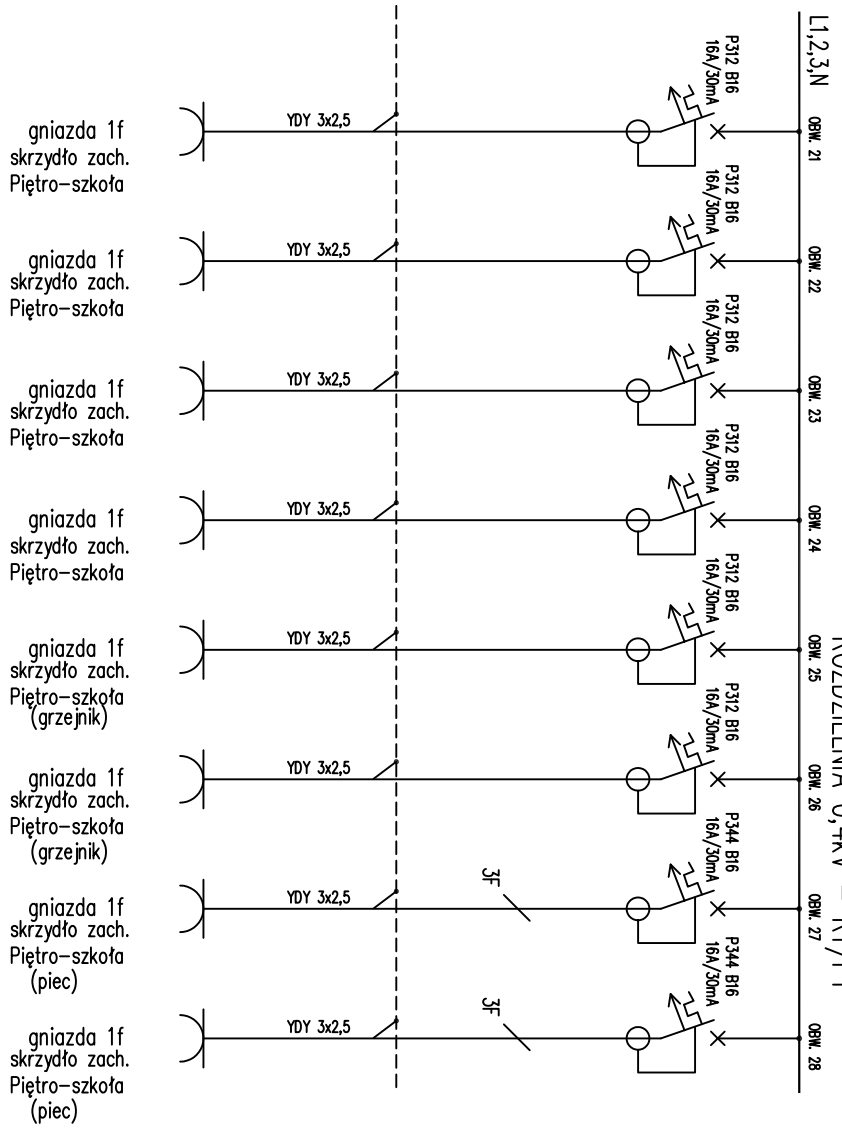 L1,2,3,N
P312 B16
16A/30mA
OBW. 21
YDY 3x2,5
gniazda 1f
skrzydło zach.
Piętro-szkoła
P312 B16
16A/30mA
OBW. 22
YDY 3x2,5
gniazda 1f
skrzydło zach.
Piętro-szkoła
P312 B16
16A/30mA
OBW. 23
YDY 3x2,5
gniazda 1f
skrzydło zach.
Piętro-szkoła
P312 B16
16A/30mA
OBW. 24
YDY 3x2,5
gniazda 1f
skrzydło zach.
Piętro-szkoła
P312 B16
16A/30mA
OBW. 25
YDY 3x2,5
gniazda 1f
skrzydło zach.
Piętro-szkoła
(grzejnik)
P312 B16
16A/30mA
OBW. 26
YDY 3x2,5
gniazda 1f
skrzydło zach.
Piętro-szkoła
(grzejnik)
P344 B16
16A/30mA
OBW. 27
3F
YDY 3x2,5
gniazda 1f
skrzydło zach.
Piętro-szkoła
(piec)
P344 B16
16A/30mA
OBW. 28
3F
YDY 3x2,5
gniazda 1f
skrzydło zach.
Piętro-szkoła
(piec)